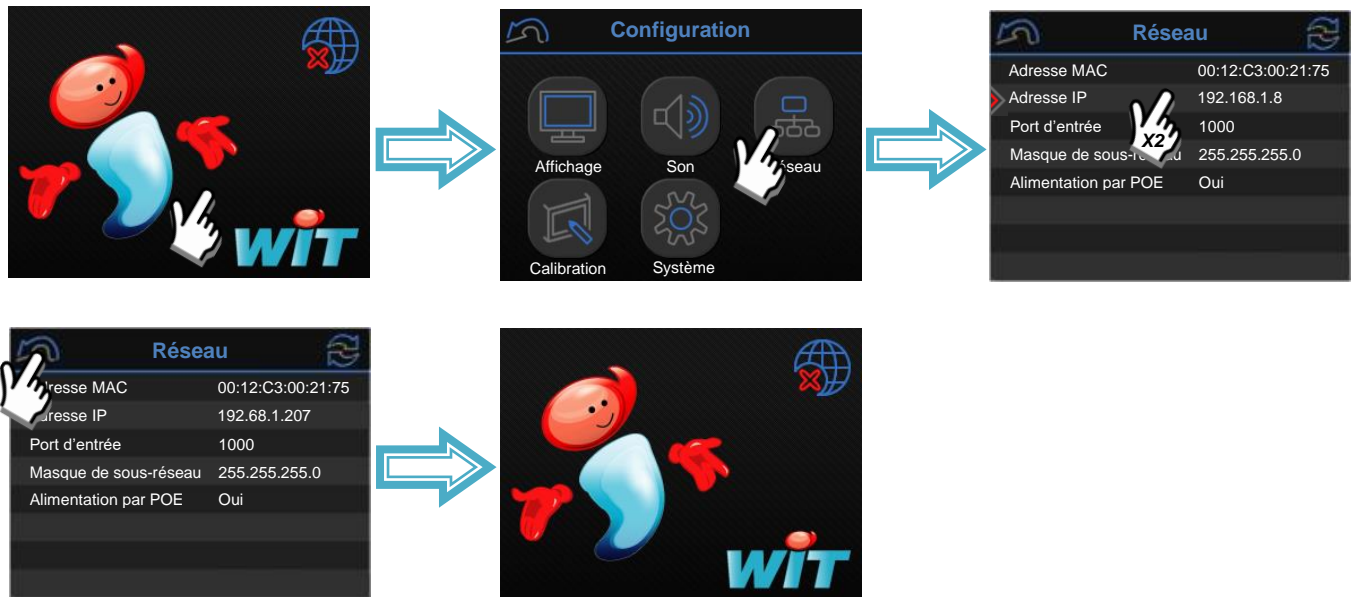 WiT
Configuration
Affichage
Son
seau
Calibration
Système
Réseau
Adresse MAC 00:12:C3:00:21:75
Adresse IP 192.168.1.8
Port d'entrée 1000
X2
Masque de sous- u 255.255.255.0
Alimentation par POE Oui
Réseau
resse MAC 00:12:C3:00:21:75
dresse IP 192.68.1.207
Port d'entrée 1000
Masque de sous-réseau 255.255.255.0
Alimentation par POE Oui
WiT